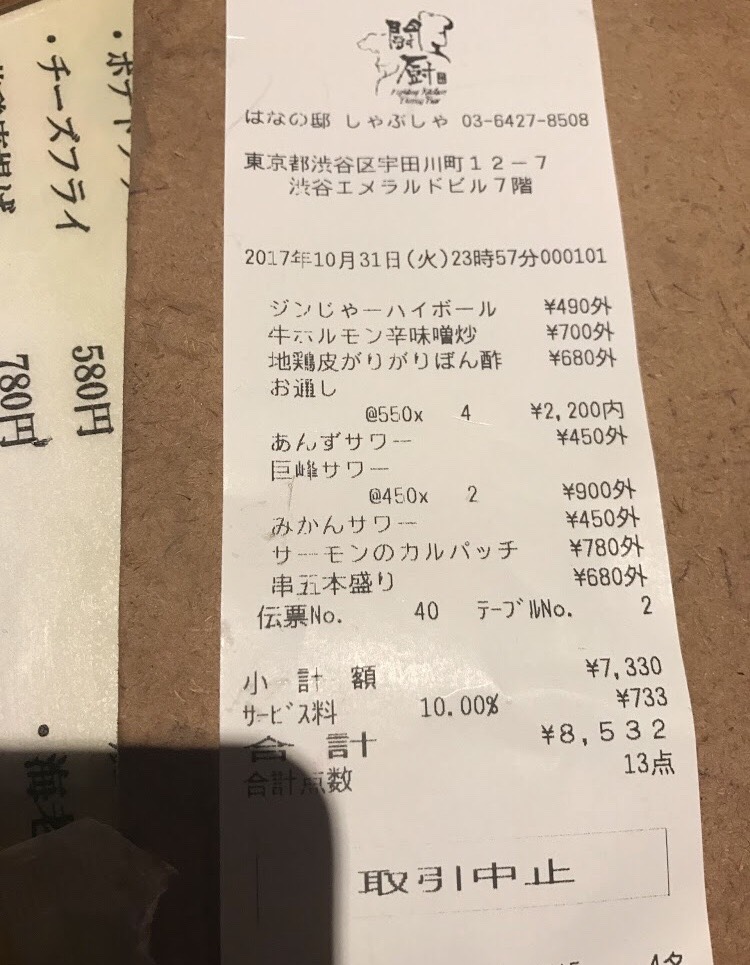 ・ポテトフ
・チーズフライ
580円
780円
・海老
闘王厨
はなの邸 しゃぶしゃ 03-6427-8508
東京都渋谷区宇田川町12-7
渋谷エメラルドビル7階
2017年10月31日(火)23時57分000101
ジンじゃーハイボール ¥490外
牛ホルモン辛味噌炒 ¥700外
地鶏皮がりがりぽん酢 ¥680外
お通し
@550x 4 ¥2,200内
あんずサワー ¥450外
巨峰サワー
@450x 2 ¥900外
みかんサワー ¥450外
サーモンのカルパッチ ¥780外
串五本盛り ¥680外
伝票No. 40 テーブルNo. 2
小計額 ¥7,330
サービス料 10.00% ¥733
合計 ¥8,532
合計点数 13点
取引中止
4名